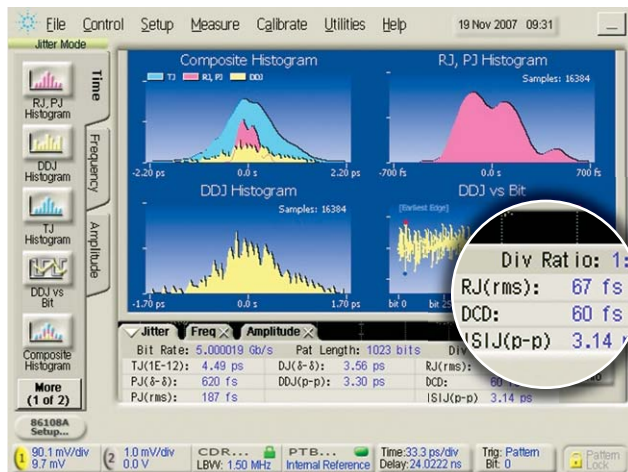 File Control Setup Measure Calibrate Utilities Help 19 Nov 2007 09:31
Jitter Mode
RJ, PJ
Histogram
DDJ
Histogram
TJ
Histogram
DDJ vs
Bit
Composite
Histogram
More
(1 of 2)
86108A
Setup...
Time
Frequency
Amplitude
Composite Histogram
TJ RJ, PJ DDJ
-2.20 ps 0.0 s 2.20 ps
RJ, PJ Histogram
Samples: 16384
-700 fs 0.0 s 700 fs
DDJ Histogram
Samples: 16384
-1.70 ps 0.0 s 1.70 ps
DDJ vs Bit
[Earliest Edge]
bit 0
Div Ratio: 1:
RJ(rms): 67 fs
DCD: 60 fs
ISIJ(p-p) 3.14
Jitter Freq Amplitude
Bit Rate: 5.000019 Gb/s Pat Length: 1023 bits
TJ(1E-12): 4.49 ps DJ(δ-δ): 3.56 ps RJ(rms):
PJ(δ-δ): 620 fs DDJ(p-p): 3.30 ps DCD: 60
PJ(rms): 187 fs ISIJ(p-p) 3.14 ps
1 90.1 mV/div
9.7 mV
2 1.0 mV/div
0.0 V
CDR...
LBW: 1.50 MHz
PTB...
Internal Reference
Time:33.3 ps/div
Delay:24.0222 ns
Trig: Pattern
Bit: 0
Pattern
Lock